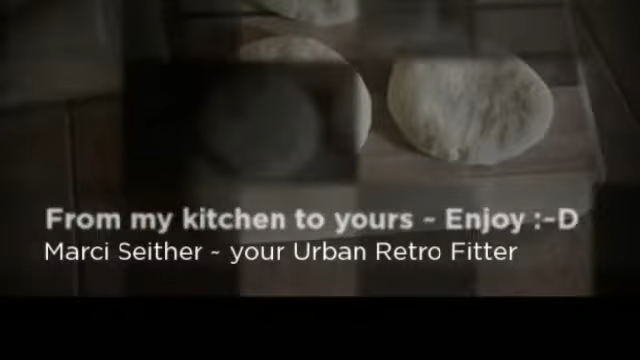 From my kitchen to yours ~ Enjoy :~D
Marci Seither ~ your Urban Retro Fitter